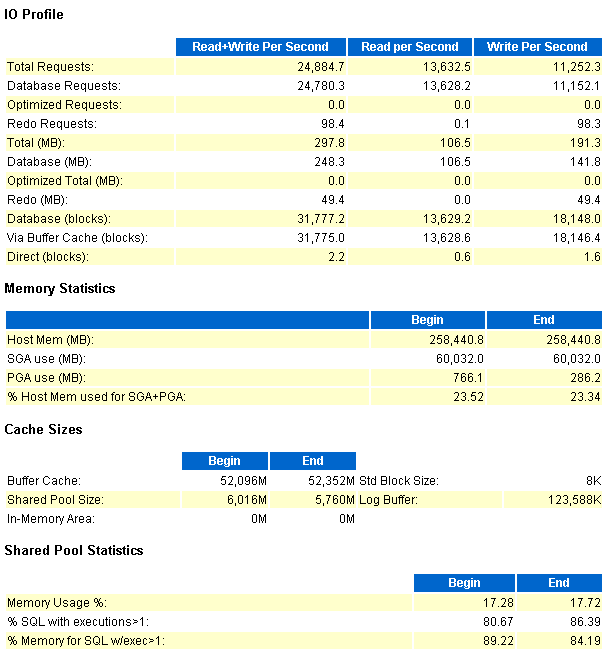 IO Profile
Read+Write Per Second Read per Second Write Per Second
Total Requests: 24,884.7 13,632.5 11,252.3
Database Requests: 24,780.3 13,628.2 11,152.1
Optimized Requests: 0.0 0.0 0.0
Redo Requests: 98.4 0.1 98.3
Total (MB): 297.8 106.5 191.3
Database (MB): 248.3 106.5 141.8
Optimized Total (MB): 0.0 0.0 0.0
Redo (MB): 49.4 0.0 49.4
Database (blocks): 31,777.2 13,629.2 18,148.0
Via Buffer Cache (blocks): 31,775.0 13,628.6 18,146.4
Direct (blocks): 2.2 0.6 1.6
Memory Statistics
Begin End
Host Mem (MB): 258,440.8 258,440.8
SGA use (MB): 60,032.0 60,032.0
PGA use (MB): 766.1 286.2
% Host Mem used for SGA+PGA: 23.52 23.34
Cache Sizes
Begin End
Buffer Cache: 52,096M 52,352M Std Block Size: 8K
Shared Pool Size: 6,016M 5,760M Log Buffer: 123,588K
In-Memory Area: 0M 0M
Shared Pool Statistics
Begin End
Memory Usage %: 17.28 17.72
% SQL with executions>1: 80.67 86.39
% Memory for SQL w/exec>1: 89.22 84.19